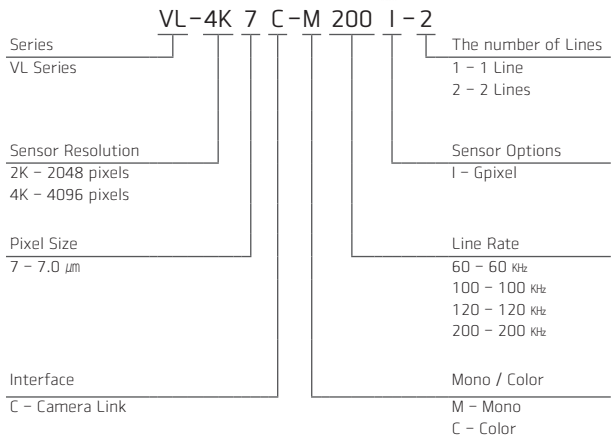 VL-4K 7 C-M 200 I-2
Series
VL Series
The number of Lines
1 - 1 Line
2 - 2 Lines
Sensor Resolution
2K - 2048 pixels
4K - 4096 pixels
Sensor Options
I - Gpixel
Pixel Size
7 - 7.0 ㎛
Line Rate
60 - 60 ㎑
100 - 100 ㎑
120 - 120 ㎑
200 - 200 ㎑
Interface
C - Camera Link
Mono / Color
M - Mono
C - Color